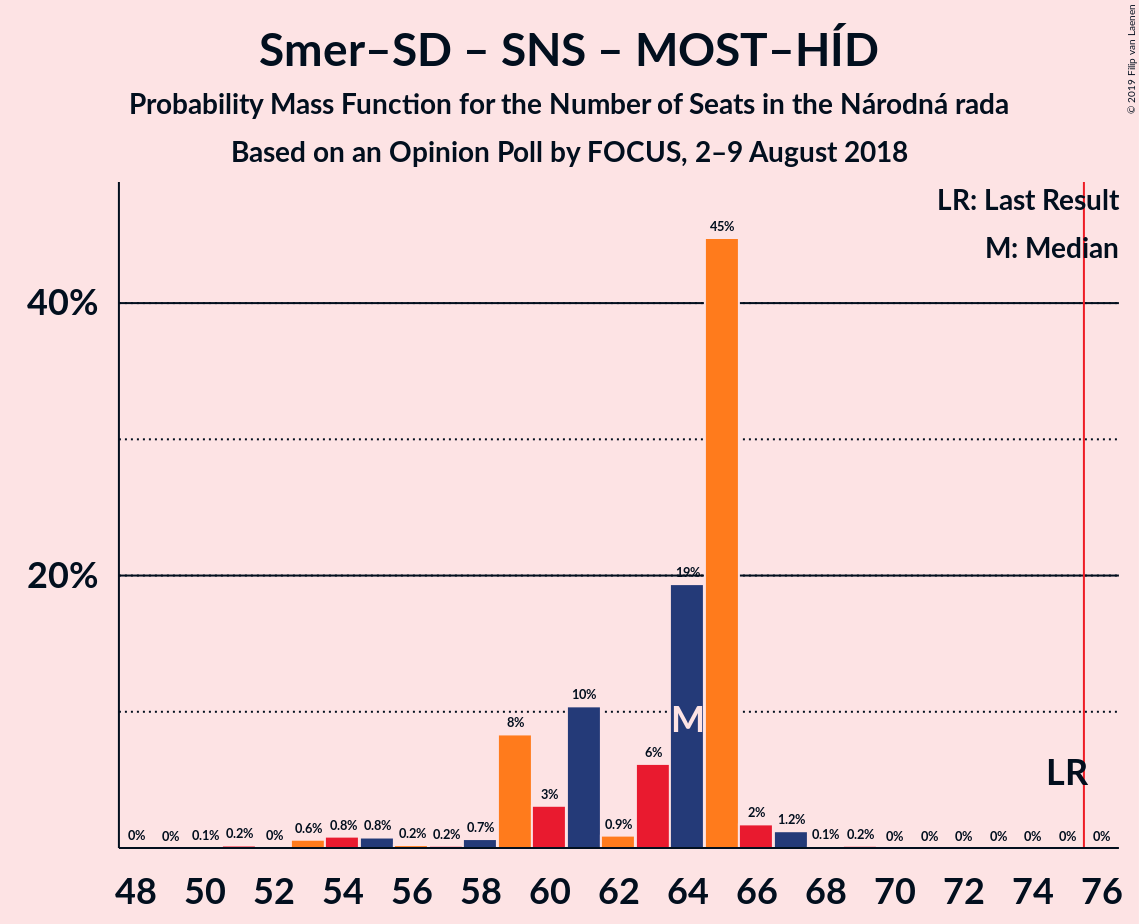 Smer–SD – SNS – MOST–HÍD
Probability Mass Function for the Number of Seats in the Národná rada
Based on an Opinion Poll by FOCUS, 2–9 August 2018
© 2019 Filip van Laenen
LR: Last Result
M: Median
45%
40%
20%
19%
10%
M
8%
6%
LR
3%
2%
0% 0% 0.1% 0.2% 0% 0.6% 0.8% 0.8% 0.2% 0.2% 0.7% 0.9% 1.2% 0.1% 0.2% 0% 0% 0% 0% 0% 0% 0%
48 50 52 54 56 58 60 62 64 66 68 70 72 74 76